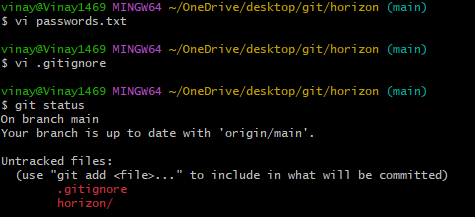 vinay@Vinay1469 MINGW64 ~/OneDrive/desktop/git/horizon (main)
$ vi passwords.txt
vinay@Vinay1469 MINGW64 ~/OneDrive/desktop/git/horizon (main)
$ vi .gitignore
vinay@Vinay1469 MINGW64 ~/OneDrive/desktop/git/horizon (main)
$ git status
On branch main
Your branch is up to date with 'origin/main'.
Untracked files:
(use "git add <file>..." to include in what will be committed)
.gitignore
horizon/